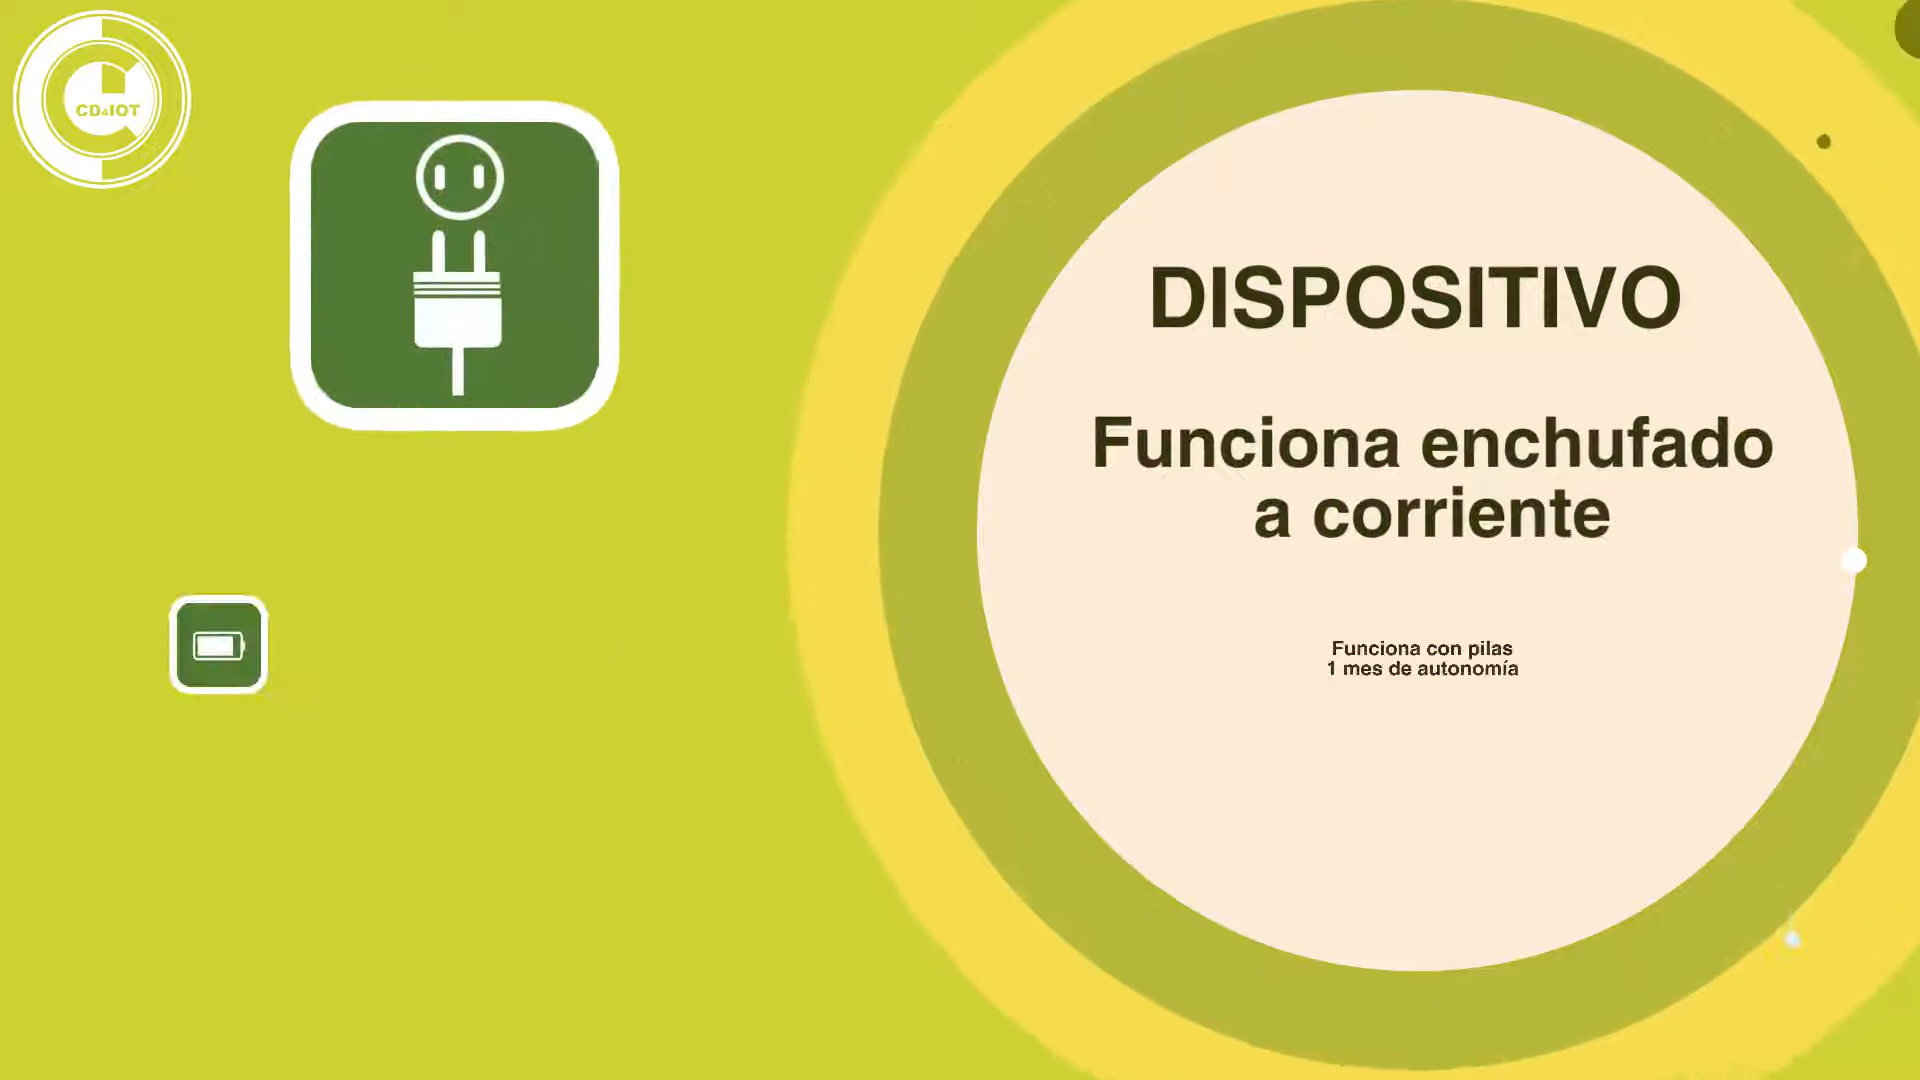 CD4IOT
DISPOSITIVO
Funciona enchufado
a corriente
Funciona con pilas
1 mes de autonomía